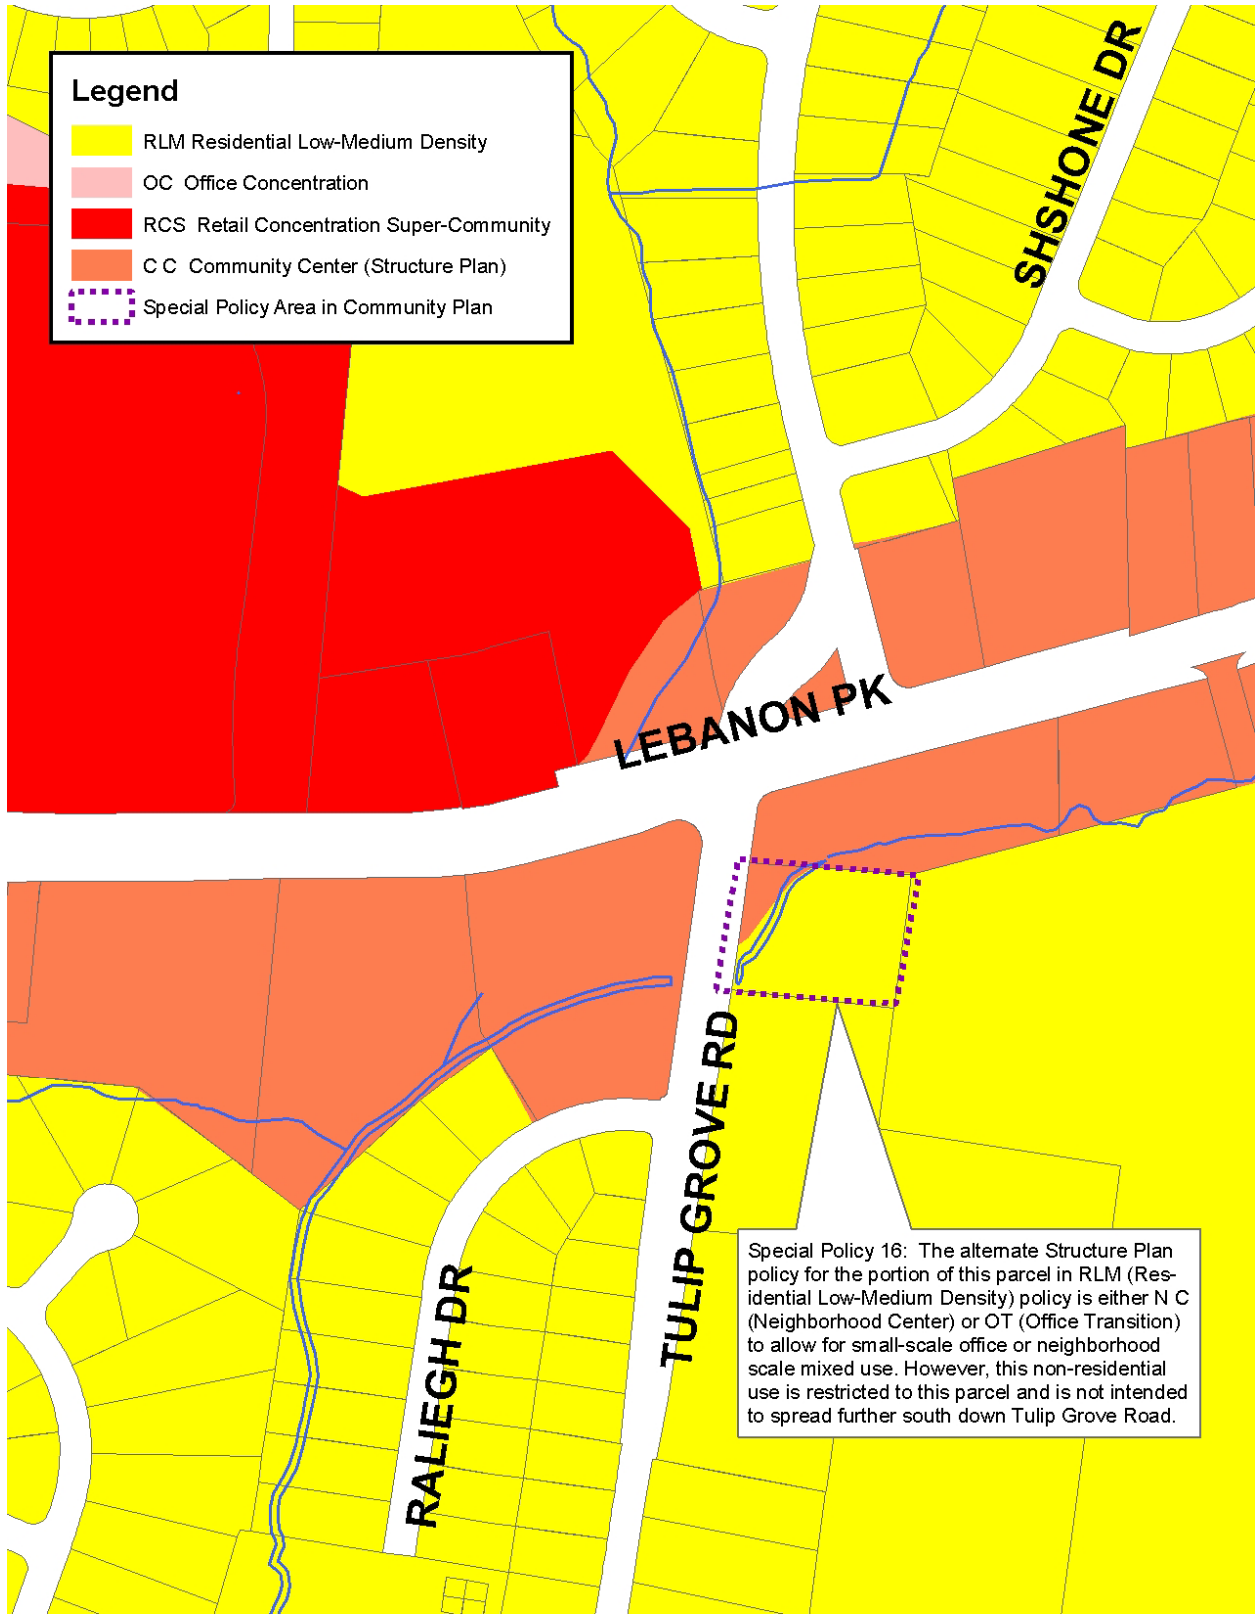 Legend
RLM Residential Low-Medium Density
OC Office Concentration
RCS Retail Concentration Super-Community
C C Community Center (Structure Plan)
Special Policy Area in Community Plan
SHSHONE DR
LEBANON PK
TULIP GROVE RD
RALIEGH DR
Special Policy 16: The alternate Structure Plan
policy for the portion of this parcel in RLM (Res-
idential Low-Medium Density) policy is either N C
(Neighborhood Center) or OT (Office Transition)
to allow for small-scale office or neighborhood
scale mixed use. However, this non-residential
use is restricted to this parcel and is not intended
to spread further south down Tulip Grove Road.